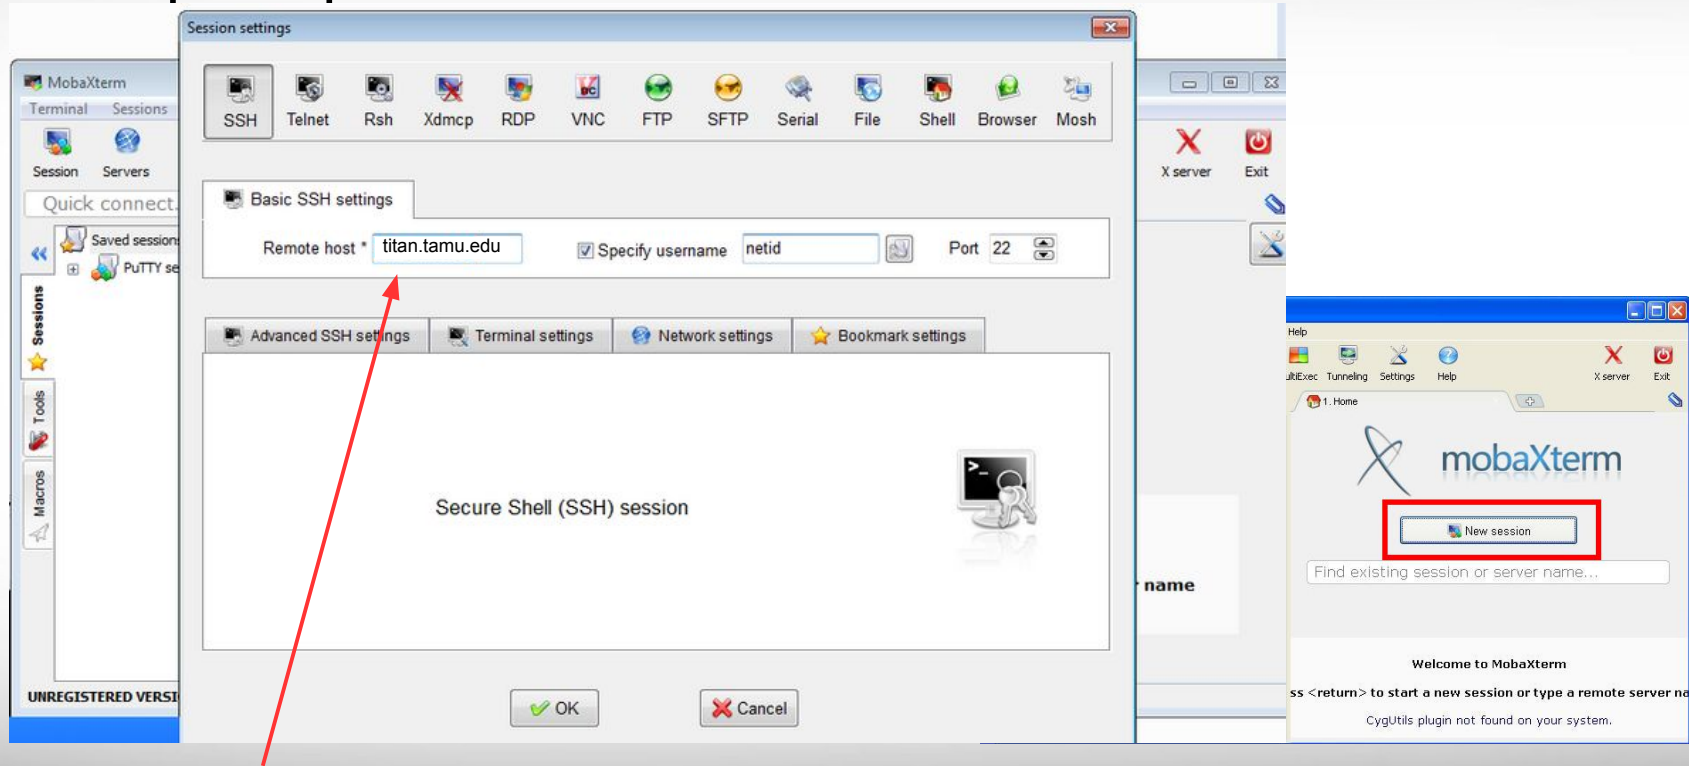 Session settings
MobaXterm
Terminal Sessions
SSH Telnet Rsh Xdmcp RDP VNC FTP SFTP Serial File Shell Browser Mosh
Session Servers
X server Exit
Quick connect.
Basic SSH settings
Saved session
PuTTY se
Remote host * titan.tamu.edu Specify username netid Port 22
Advanced SSH settings Terminal settings Network settings Bookmark settings
Sessions
Tools
Macros
Secure Shell (SSH) session
name
UNREGISTERED VERSI
OK Cancel
Help
ultiExec Tunneling Settings Help X server Exit
1. Home
mobaXterm
New session
Find existing session or server name...
Welcome to MobaXterm
ss <return> to start a new session or type a remote server na
CygUtils plugin not found on your system.